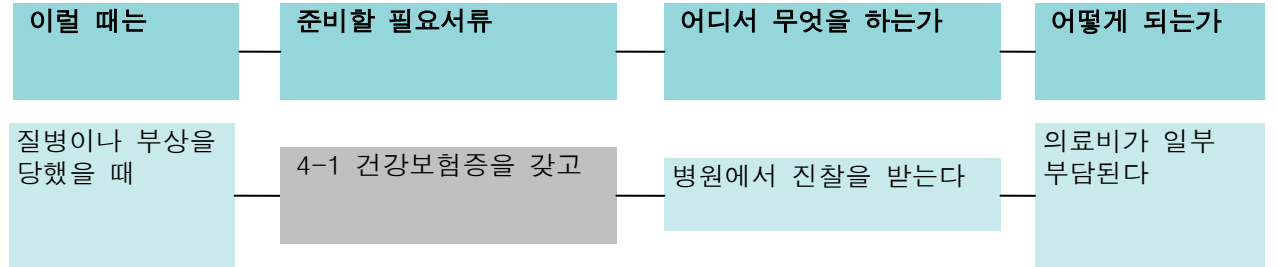 이럴 때는
준비할 필요서류
어디서 무엇을 하는가
어떻게 되는가
질병이나 부상을
당했을 때
4-1 건강보험증을 갖고
병원에서 진찰을 받는다
의료비가 일부
부담된다